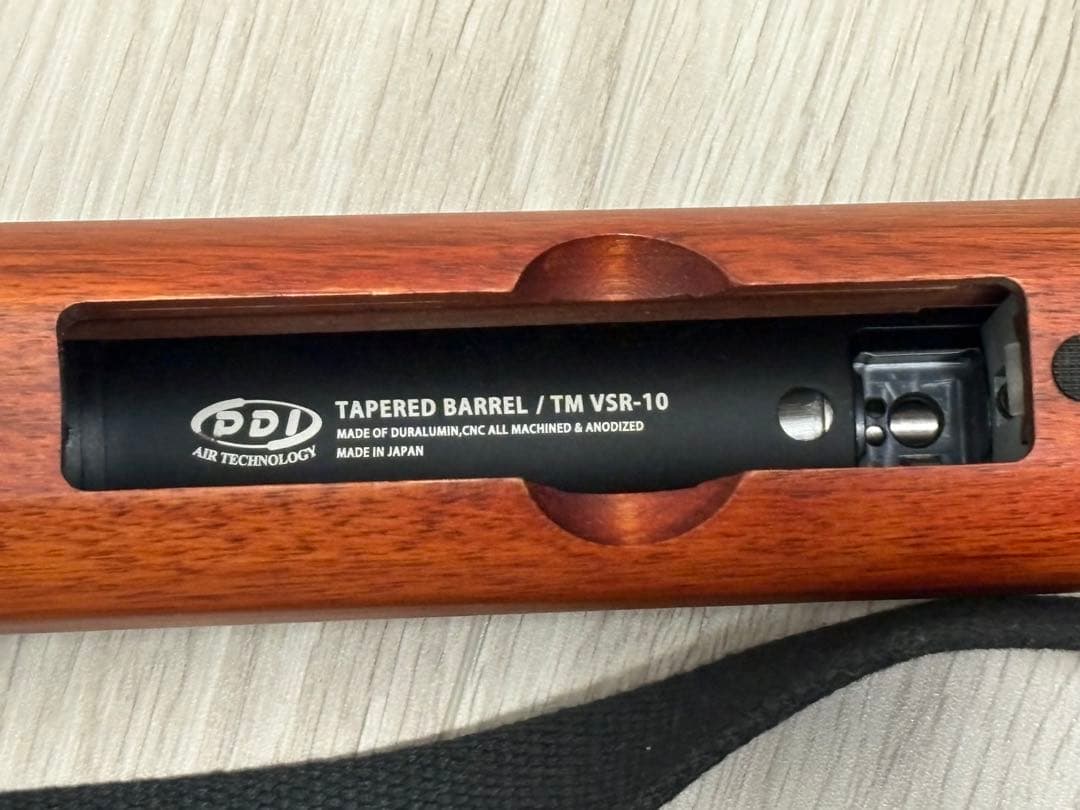 PDI
AIR TECHNOLOGY
TAPERED BARREL / TM VSR-10
MADE OF DURALUMIN,CNC ALL MACHINED & ANODIZED
MADE IN JAPAN